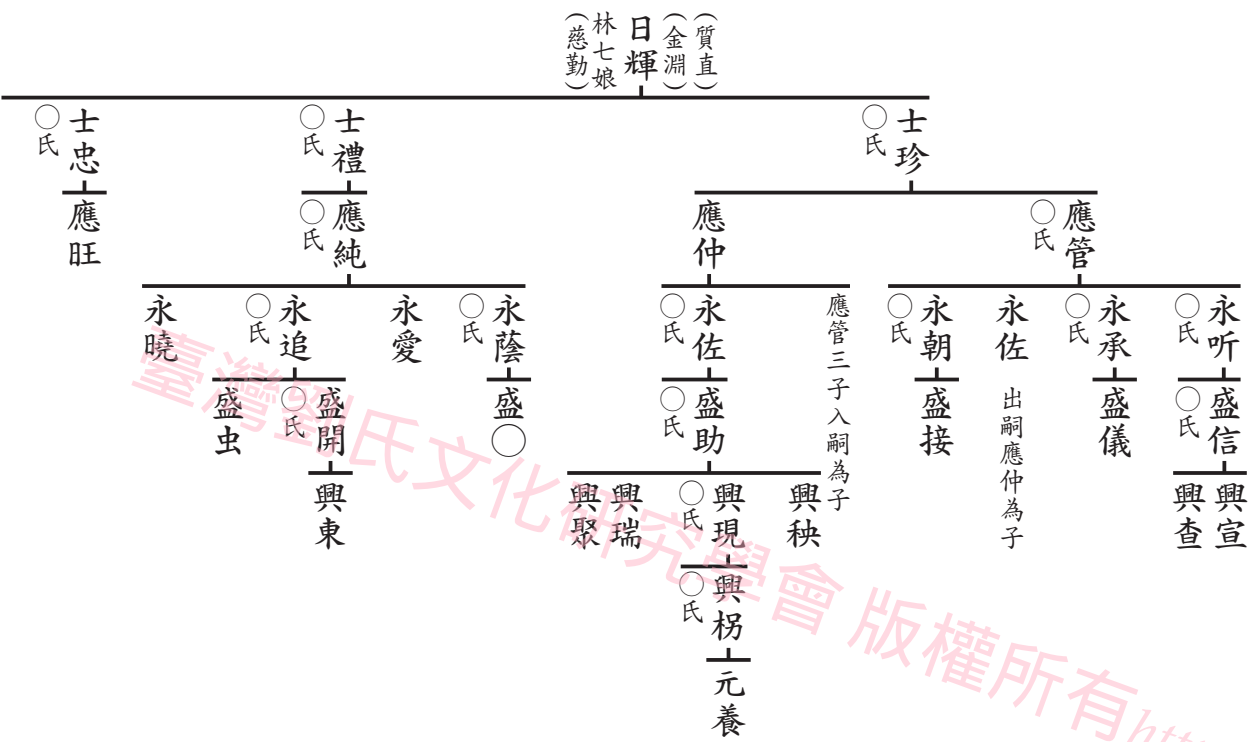 (質直)
(金淵)
日輝
林七娘
(慈勤)
士珍
○氏
士禮
○氏
士忠
○氏
應管
○氏
應仲
應純
○氏
應旺
永听
○氏
永承
○氏
永佐 出嗣應仲為子
永朝
○氏
應管三子入嗣為子
永佐
○氏
永蔭
○氏
永愛
永追
○氏
永曉
盛信
○氏
盛儀
盛接
盛助
○氏
盛○
盛開
○氏
盛虫
興宣
興查
興秧
興現
○氏
興瑞
興聚
興東
興枴
○氏
元養
臺灣劉氏文化研究學會 版權所有htt